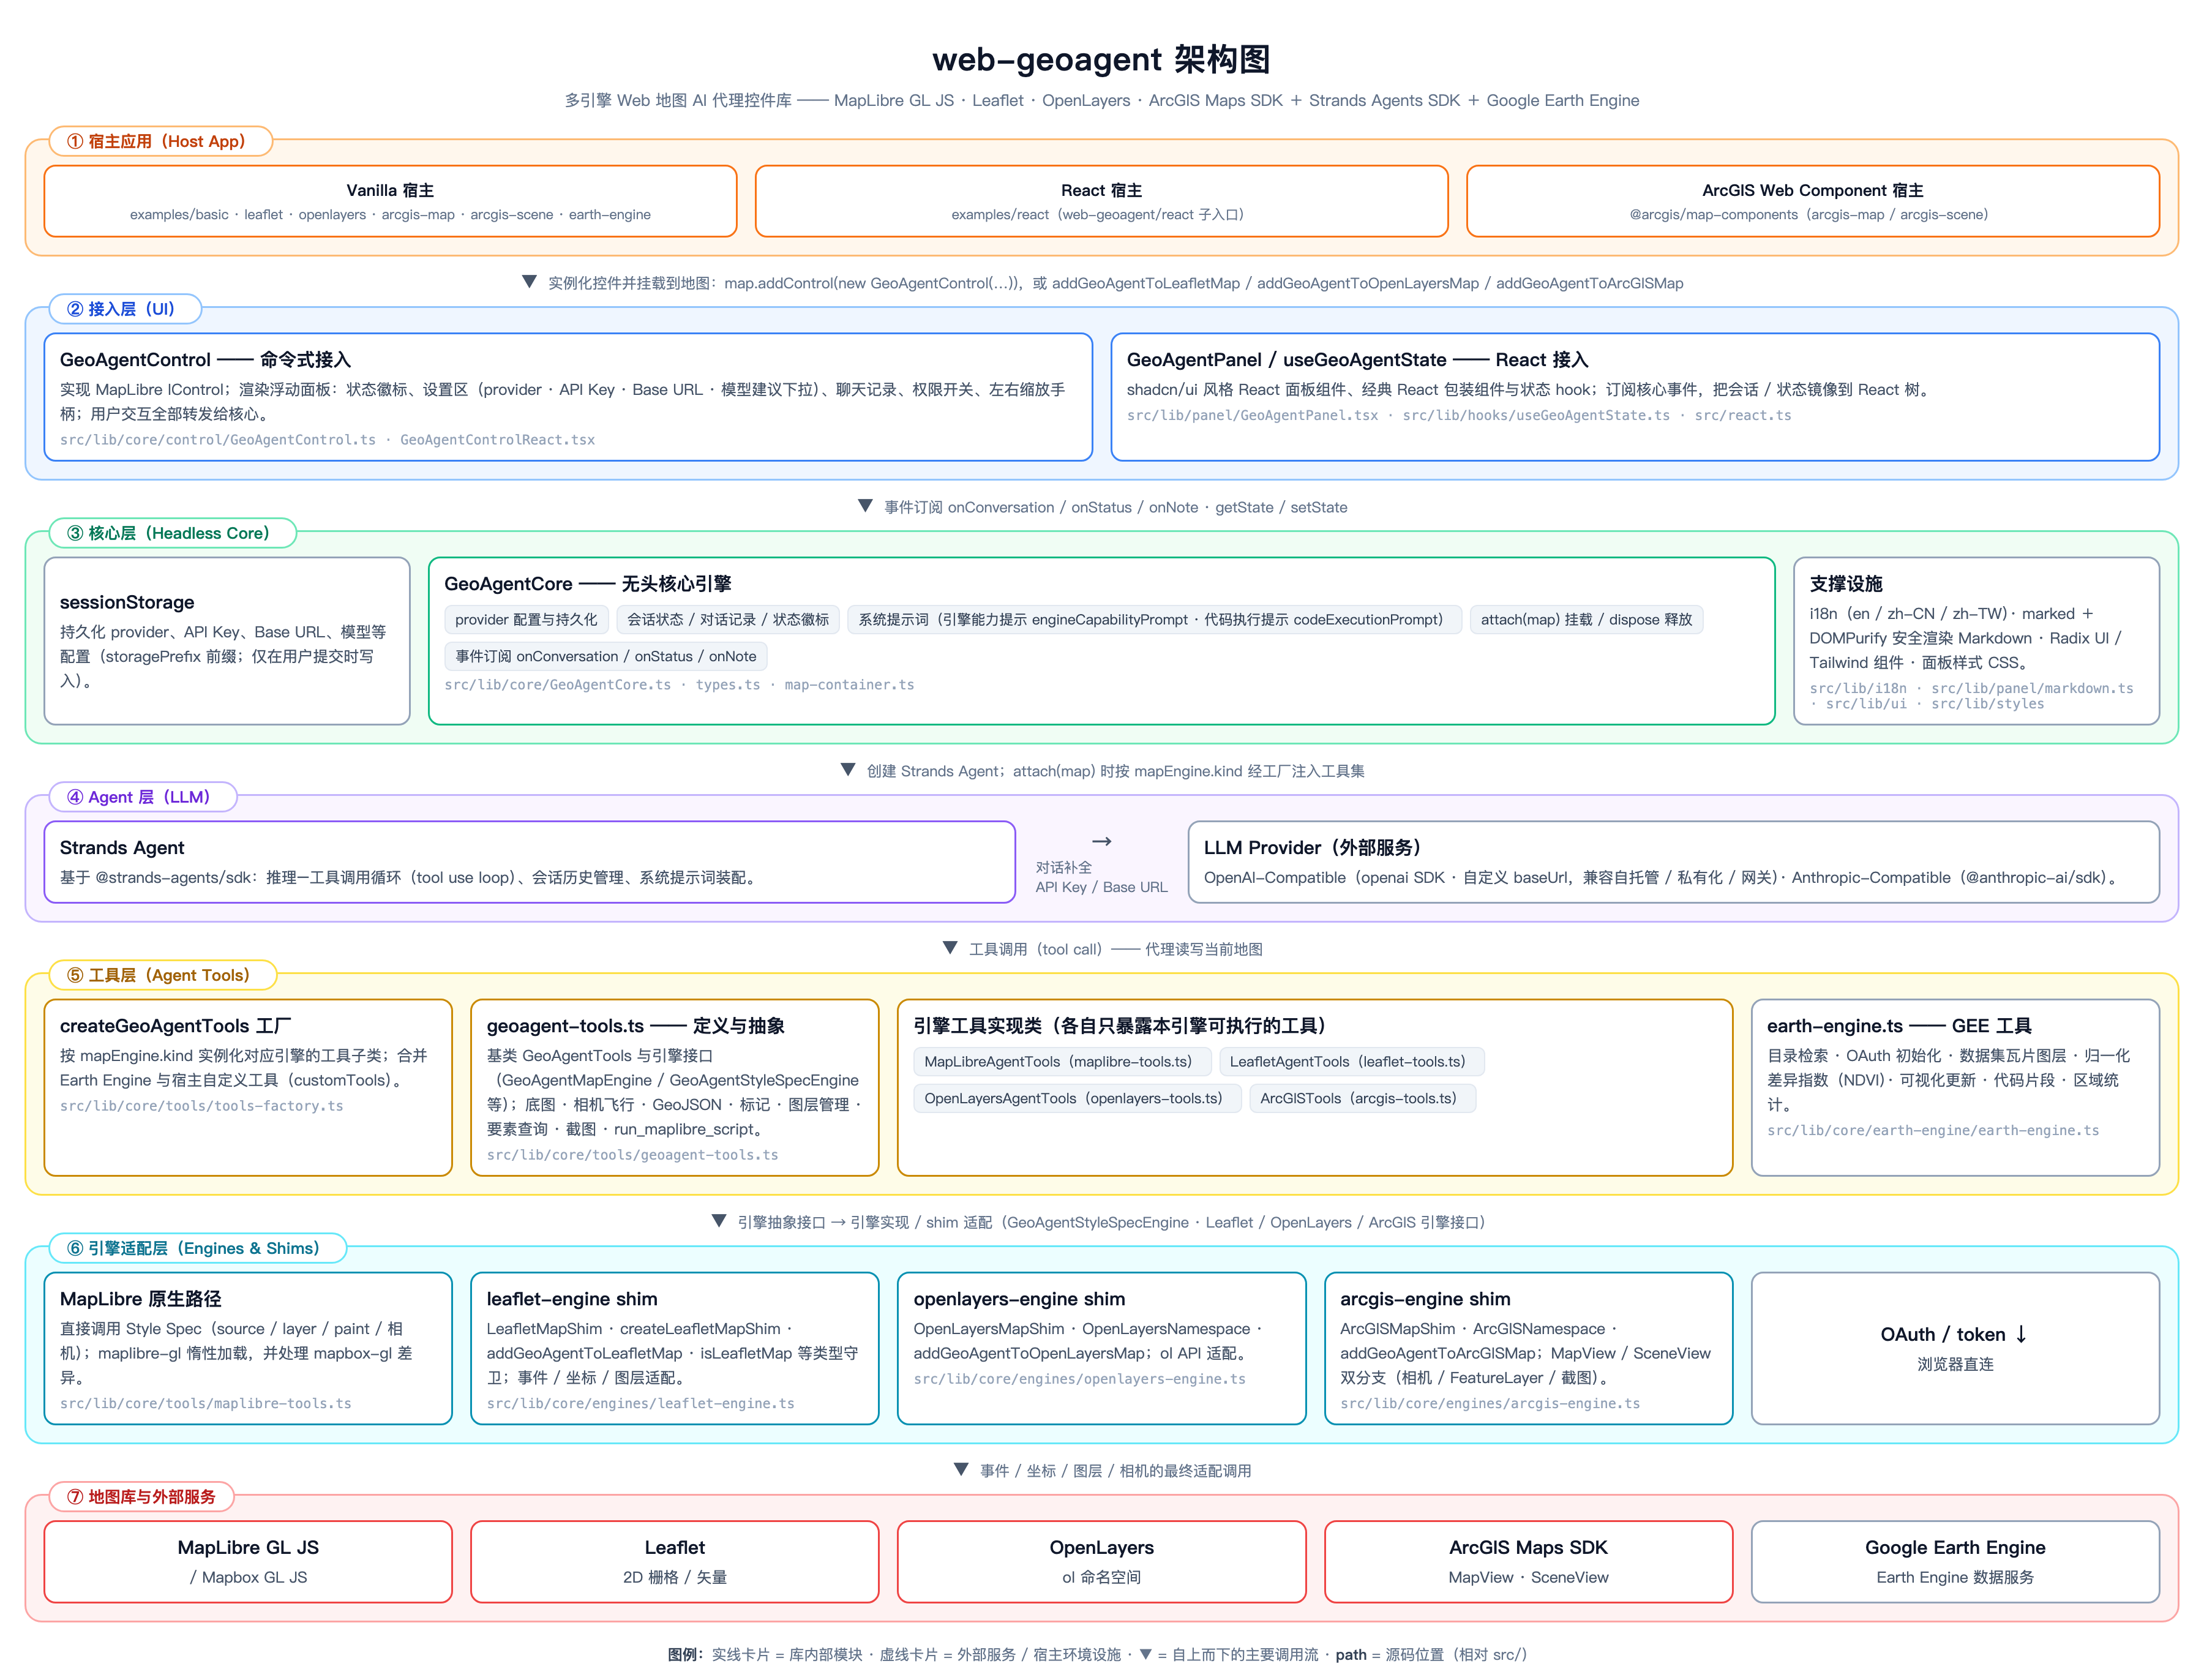 web-geoagent 架构图
多引擎 Web 地图 AI 代理控件库 —— MapLibre GL JS · Leaflet · OpenLayers · ArcGIS Maps SDK + Strands Agents SDK + Google Earth Engine
① 宿主应用（Host App）
Vanilla 宿主
examples/basic · leaflet · openlayers · arcgis-map · arcgis-scene · earth-engine
React 宿主
examples/react（web-geoagent/react 子入口）
ArcGIS Web Component 宿主
@arcgis/map-components（arcgis-map / arcgis-scene）
▼ 实例化控件并挂载到地图：map.addControl(new GeoAgentControl(…))，或 addGeoAgentToLeafletMap / addGeoAgentToOpenLayersMap / addGeoAgentToArcGISMap
② 接入层（UI）
GeoAgentControl —— 命令式接入
实现 MapLibre IControl；渲染浮动面板：状态徽标、设置区（provider · API Key · Base URL · 模型建议下拉）、聊天记录、权限开关、左右缩放手
柄；用户交互全部转发给核心。
src/lib/core/control/GeoAgentControl.ts · GeoAgentControlReact.tsx
GeoAgentPanel / useGeoAgentState —— React 接入
shadcn/ui 风格 React 面板组件、经典 React 包装组件与状态 hook；订阅核心事件，把会话 / 状态镜像到 React 树。
src/lib/panel/GeoAgentPanel.tsx · src/lib/hooks/useGeoAgentState.ts · src/react.ts
▼ 事件订阅 onConversation / onStatus / onNote · getState / setState
③ 核心层（Headless Core）
sessionStorage
持久化 provider、API Key、Base URL、模型等
配置（storagePrefix 前缀；仅在用户提交时写
入）。
GeoAgentCore —— 无头核心引擎
provider 配置与持久化
会话状态 / 对话记录 / 状态徽标
系统提示词（引擎能力提示 engineCapabilityPrompt · 代码执行提示 codeExecutionPrompt）
attach(map) 挂载 / dispose 释放
事件订阅 onConversation / onStatus / onNote
src/lib/core/GeoAgentCore.ts · types.ts · map-container.ts
支撑设施
i18n（en / zh-CN / zh-TW）· marked +
DOMPurify 安全渲染 Markdown · Radix UI /
Tailwind 组件 · 面板样式 CSS。
src/lib/i18n · src/lib/panel/markdown.ts
· src/lib/ui · src/lib/styles
▼ 创建 Strands Agent；attach(map) 时按 mapEngine.kind 经工厂注入工具集
④ Agent 层（LLM）
Strands Agent
基于 @strands-agents/sdk：推理—工具调用循环（tool use loop）、会话历史管理、系统提示词装配。
→
对话补全
API Key / Base URL
LLM Provider（外部服务）
OpenAI-Compatible（openai SDK · 自定义 baseUrl，兼容自托管 / 私有化 / 网关）· Anthropic-Compatible（@anthropic-ai/sdk）。
▼ 工具调用（tool call）—— 代理读写当前地图
⑤ 工具层（Agent Tools）
createGeoAgentTools 工厂
按 mapEngine.kind 实例化对应引擎的工具子类；合并
Earth Engine 与宿主自定义工具（customTools）。
src/lib/core/tools/tools-factory.ts
geoagent-tools.ts —— 定义与抽象
基类 GeoAgentTools 与引擎接口
（GeoAgentMapEngine / GeoAgentStyleSpecEngine
等）；底图 · 相机飞行 · GeoJSON · 标记 · 图层管理 ·
要素查询 · 截图 · run_maplibre_script。
src/lib/core/tools/geoagent-tools.ts
引擎工具实现类（各自只暴露本引擎可执行的工具）
MapLibreAgentTools（maplibre-tools.ts）
LeafletAgentTools（leaflet-tools.ts）
OpenLayersAgentTools（openlayers-tools.ts）
ArcGISTools（arcgis-tools.ts）
earth-engine.ts —— GEE 工具
目录检索 · OAuth 初始化 · 数据集瓦片图层 · 归一化
差异指数（NDVI）· 可视化更新 · 代码片段 · 区域统
计。
src/lib/core/earth-engine/earth-engine.ts
▼ 引擎抽象接口 → 引擎实现 / shim 适配（GeoAgentStyleSpecEngine · Leaflet / OpenLayers / ArcGIS 引擎接口）
⑥ 引擎适配层（Engines & Shims）
MapLibre 原生路径
直接调用 Style Spec（source / layer / paint / 相
机）；maplibre-gl 惰性加载，并处理 mapbox-gl 差
异。
src/lib/core/tools/maplibre-tools.ts
leaflet-engine shim
LeafletMapShim · createLeafletMapShim ·
addGeoAgentToLeafletMap · isLeafletMap 等类型守
卫；事件 / 坐标 / 图层适配。
src/lib/core/engines/leaflet-engine.ts
openlayers-engine shim
OpenLayersMapShim · OpenLayersNamespace ·
addGeoAgentToOpenLayersMap；ol API 适配。
src/lib/core/engines/openlayers-engine.ts
arcgis-engine shim
ArcGISMapShim · ArcGISNamespace ·
addGeoAgentToArcGISMap；MapView / SceneView
双分支（相机 / FeatureLayer / 截图）。
src/lib/core/engines/arcgis-engine.ts
OAuth / token ↓
浏览器直连
▼ 事件 / 坐标 / 图层 / 相机的最终适配调用
⑦ 地图库与外部服务
MapLibre GL JS
/ Mapbox GL JS
Leaflet
2D 栅格 / 矢量
OpenLayers
ol 命名空间
ArcGIS Maps SDK
MapView · SceneView
Google Earth Engine
Earth Engine 数据服务
图例：实线卡片 = 库内部模块 · 虚线卡片 = 外部服务 / 宿主环境设施 · ▼ = 自上而下的主要调用流 · path = 源码位置（相对 src/）